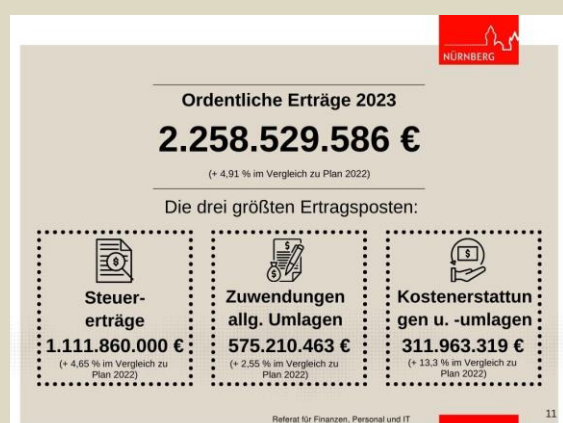 NÜRNBERG
Ordentliche Erträge 2023
2.258.529.586 €
(+ 4,91 % im Vergleich zu Plan 2022)
Die drei größten Ertragsposten:
Steuer-
erträge
1.111.860.000 €
(+ 4,65 % im Vergleich zu
Plan 2022)
Zuwendungen
allg. Umlagen
575.210.463 €
(+ 2,55 % im Vergleich zu
Plan 2022)
Kostenerstattun
gen u. -umlagen
311.963.319 €
(+ 13,3 % im Vergleich zu
Plan 2022)
Referat für Finanzen, Personal und IT
11